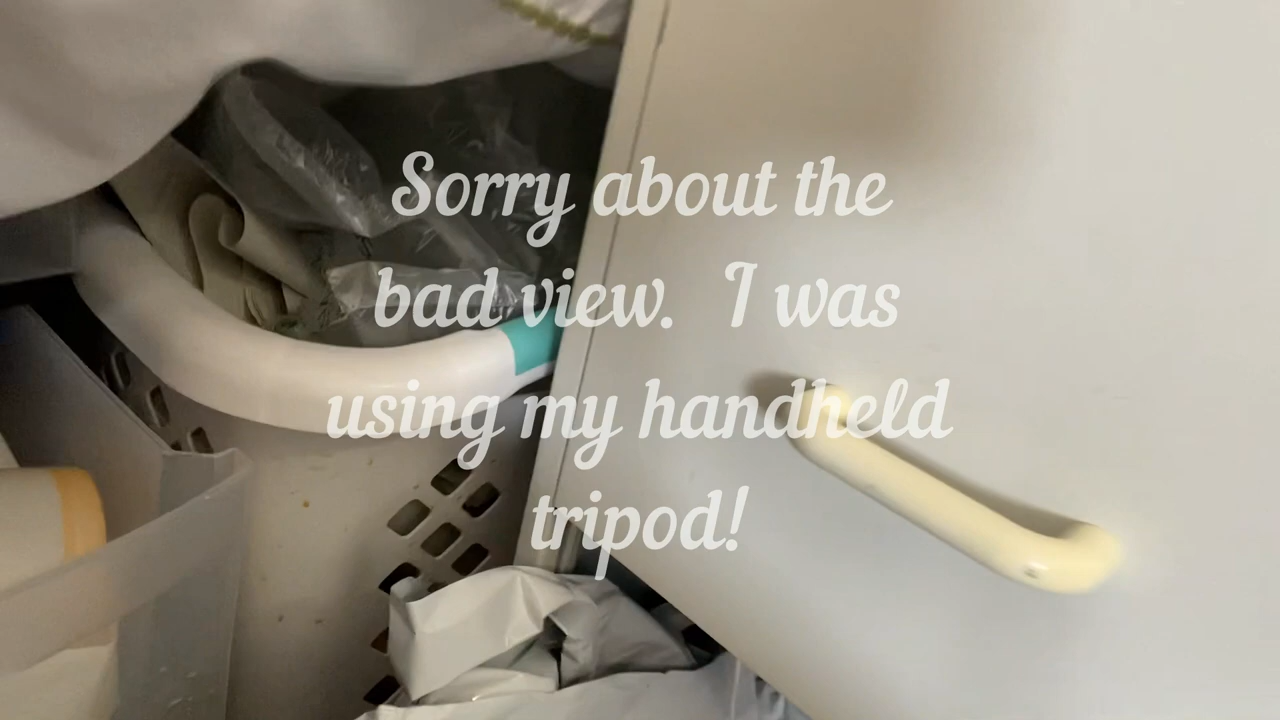 Sorry about the
bad view.  I was
using my handheld
tripod!